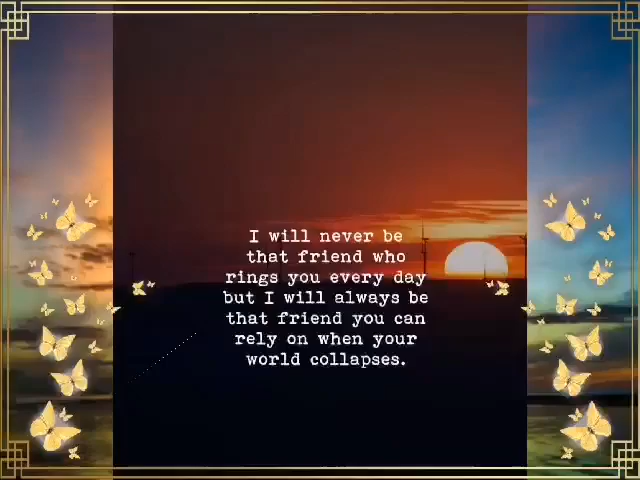 I will never be
that friend who
rings you every day
but I will always be
that friend you can
rely on when your
world collapses.